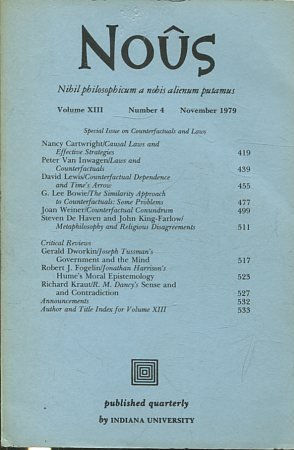 Noûs
Nihil philosophicum a nobis alienum putamus
Volume XIII Number 4 November 1979
Special Issue on Counterfactuals and Laws
Nancy Cartwright/Causal Laws and
Effective Strategies 419
Peter Van Inwagen/Laws and
Counterfactuals 439
David Lewis/Counterfactual Dependence
and Time's Arrow 455
G. Lee Bowie/The Similarity Approach
to Counterfactuals: Some Problems 477
Joan Weiner/Counterfactual Conundrum 499
Steven De Haven and John King-Farlow/
Metaphilosophy and Religious Disagreements 511
Critical Reviews
Gerald Dworkin/Joseph Tussman's
Government and the Mind 517
Robert J. Fogelin/Jonathan Harrison's
Hume's Moral Epistemology 523
Richard Kraut/R. M. Dancy's Sense and
and Contradiction 527
Announcements 532
Author and Title Index for Volume XIII 533
published quarterly
by INDIANA UNIVERSITY